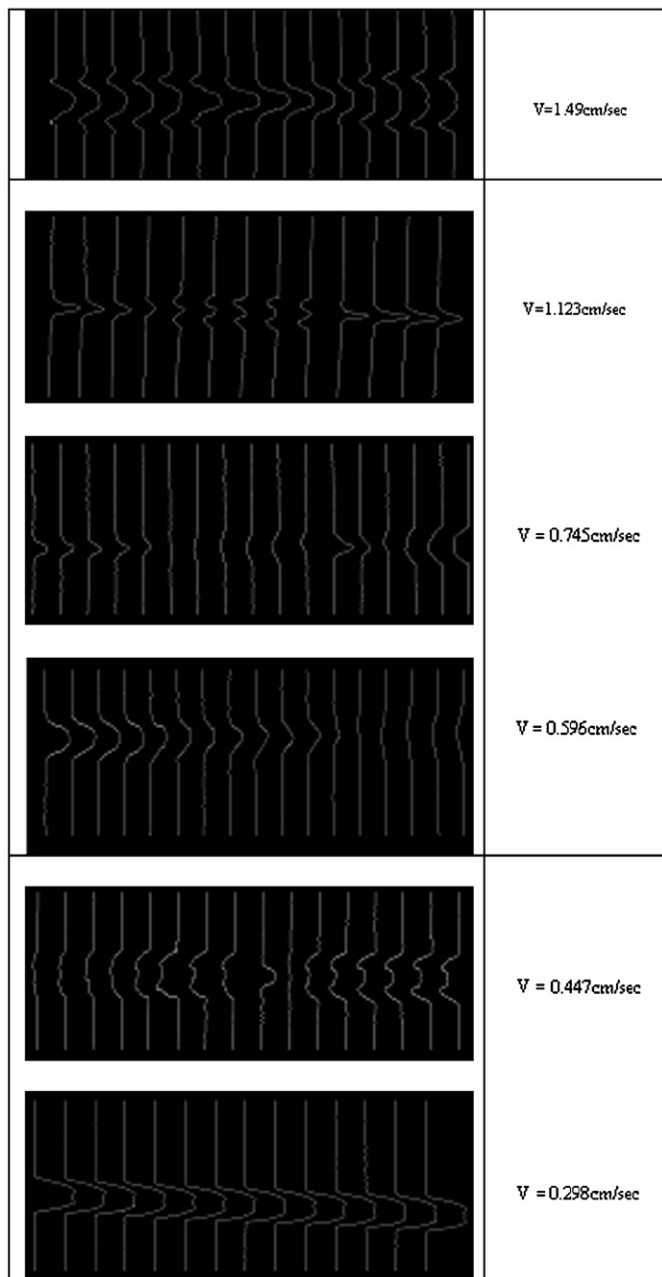 V=1.49cm/sec
V=1.123cm/sec
V = 0.745cm/sec
V = 0.596cm/sec
V = 0.447cm/sec
V = 0.298cm/sec